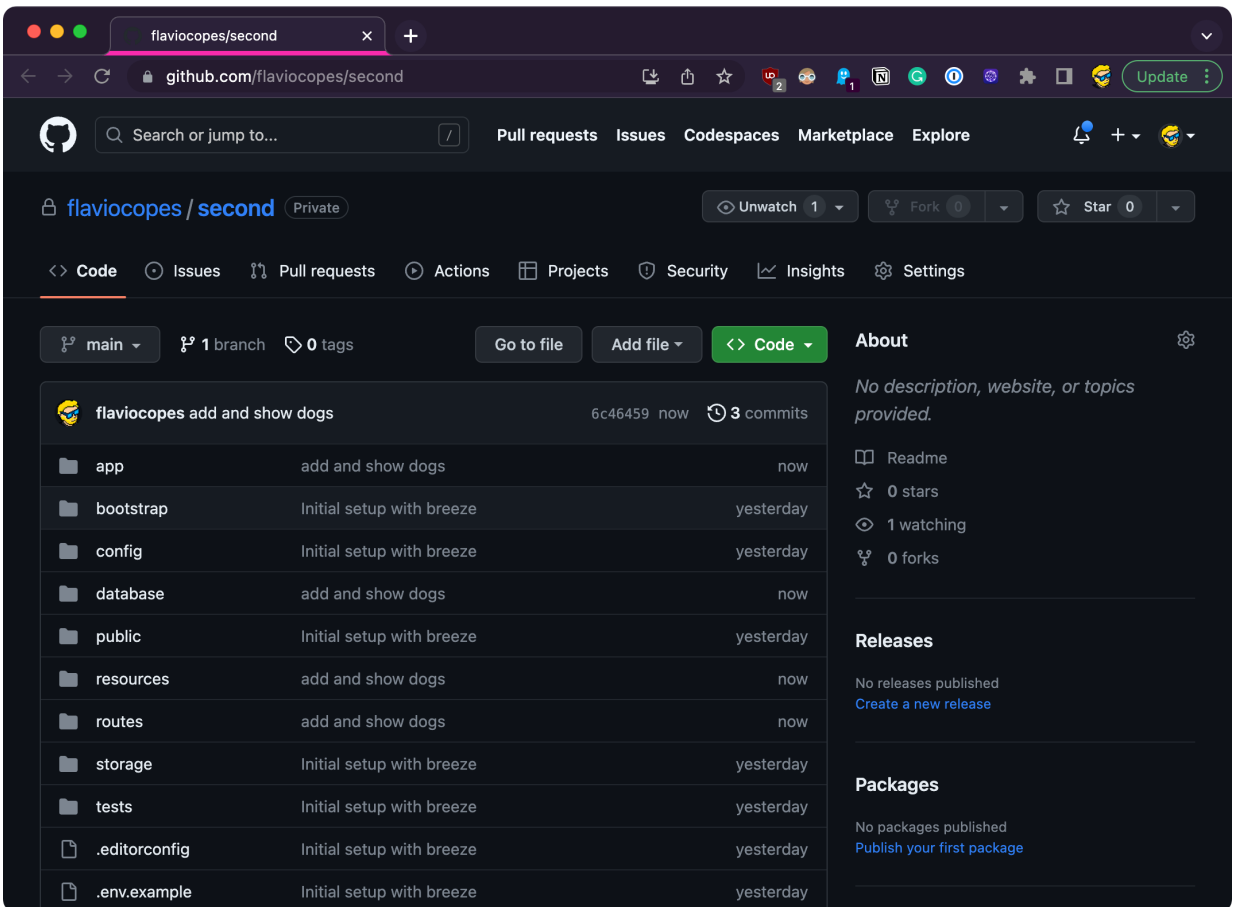 flaviocopes/second
github.com/flaviocopes/second
2
1
Update
Search or jump to...
/
Pull requests Issues Codespaces Marketplace Explore
flaviocopes / second Private
Unwatch 1
Fork 0
Star 0
Code Issues Pull requests Actions Projects Security Insights Settings
main 1 branch 0 tags Go to file Add file Code
flaviocopes add and show dogs 6c46459 now 3 commits
app add and show dogs now
bootstrap Initial setup with breeze yesterday
config Initial setup with breeze yesterday
database add and show dogs now
public Initial setup with breeze yesterday
resources add and show dogs now
routes add and show dogs now
storage Initial setup with breeze yesterday
tests Initial setup with breeze yesterday
.editorconfig Initial setup with breeze yesterday
.env.example Initial setup with breeze yesterday
About
No description, website, or topics
provided.
Readme
0 stars
1 watching
0 forks
Releases
No releases published
Create a new release
Packages
No packages published
Publish your first package